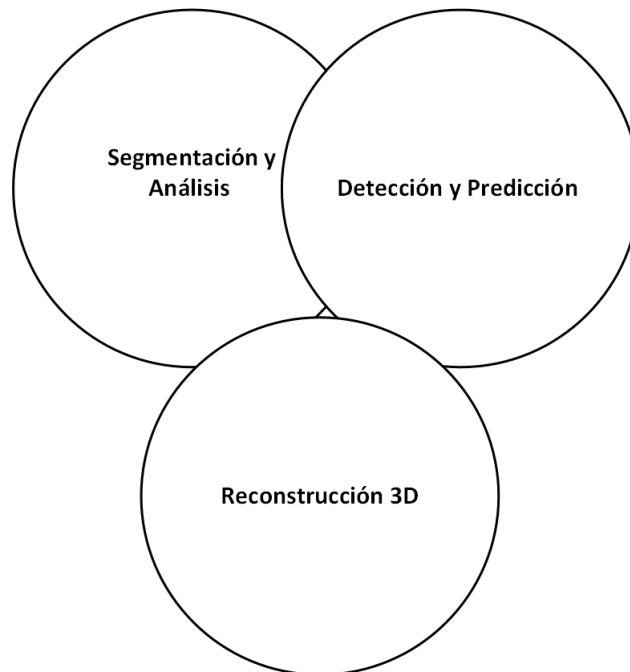 Segmentación y
Análisis
Detección y Predicción
Reconstrucción 3D